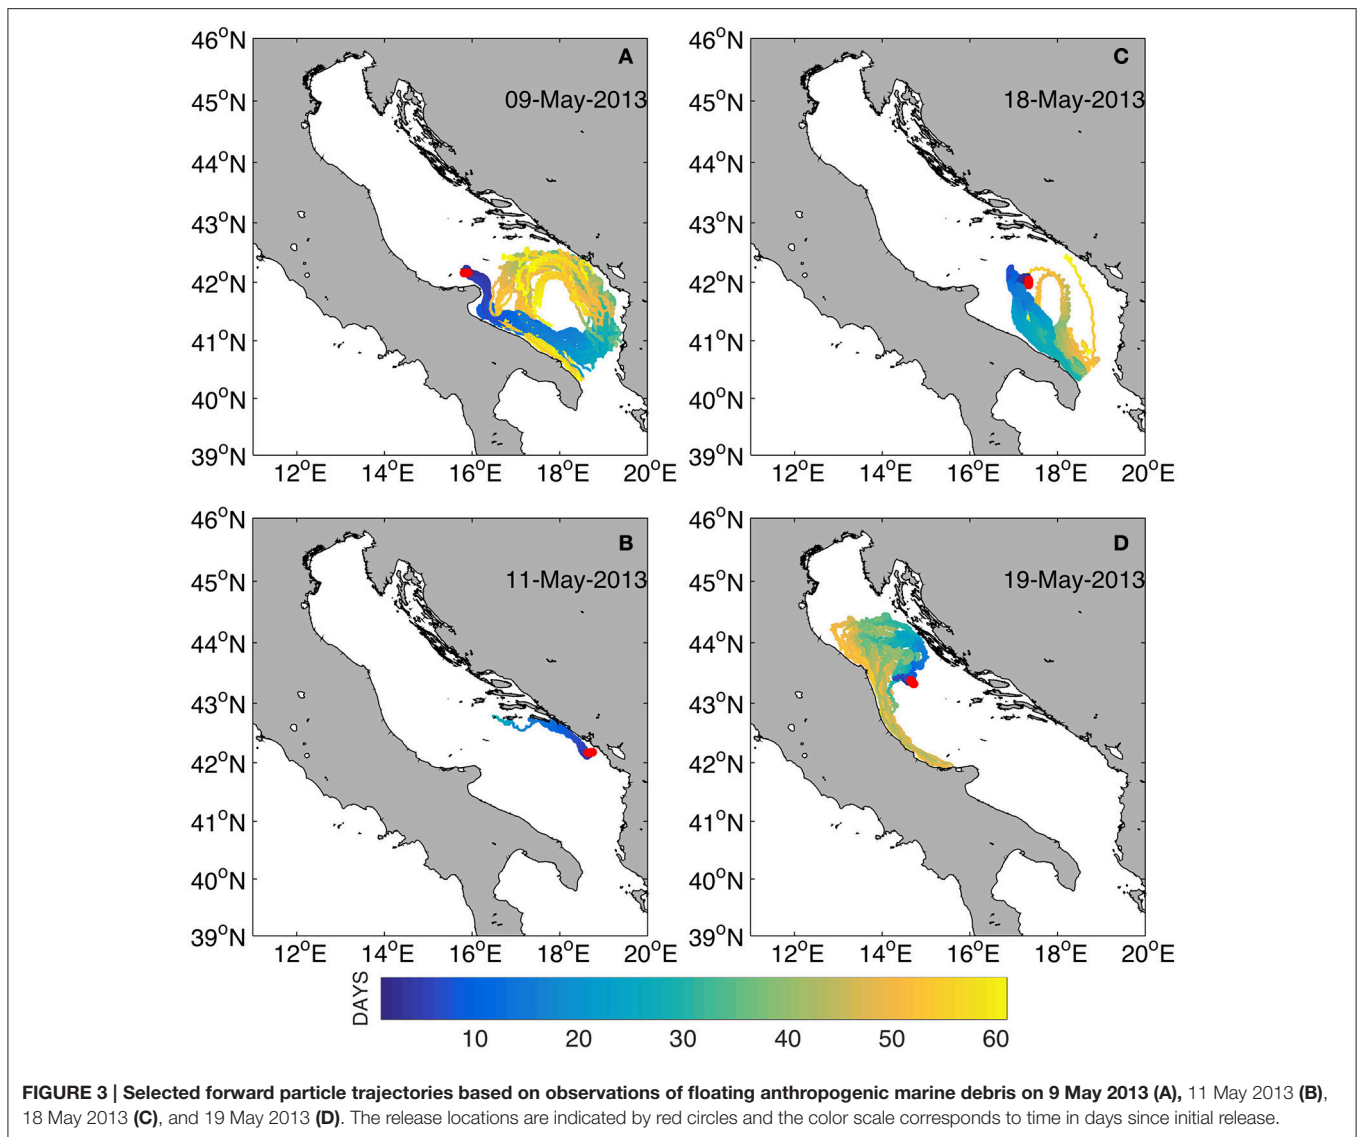 A
09-May-2013
46°N
45°N
44°N
43°N
42°N
41°N
40°N
39°N
12°E 14°E 16°E 18°E 20°E
C
18-May-2013
46°N
45°N
44°N
43°N
42°N
41°N
40°N
39°N
12°E 14°E 16°E 18°E 20°E
B
11-May-2013
46°N
45°N
44°N
43°N
42°N
41°N
40°N
39°N
12°E 14°E 16°E 18°E 20°E
D
19-May-2013
46°N
45°N
44°N
43°N
42°N
41°N
40°N
39°N
12°E 14°E 16°E 18°E 20°E
DAYS
10 20 30 40 50 60
FIGURE 3 | Selected forward particle trajectories based on observations of floating anthropogenic marine debris on 9 May 2013 (A), 11 May 2013 (B),
18 May 2013 (C), and 19 May 2013 (D). The release locations are indicated by red circles and the color scale corresponds to time in days since initial release.